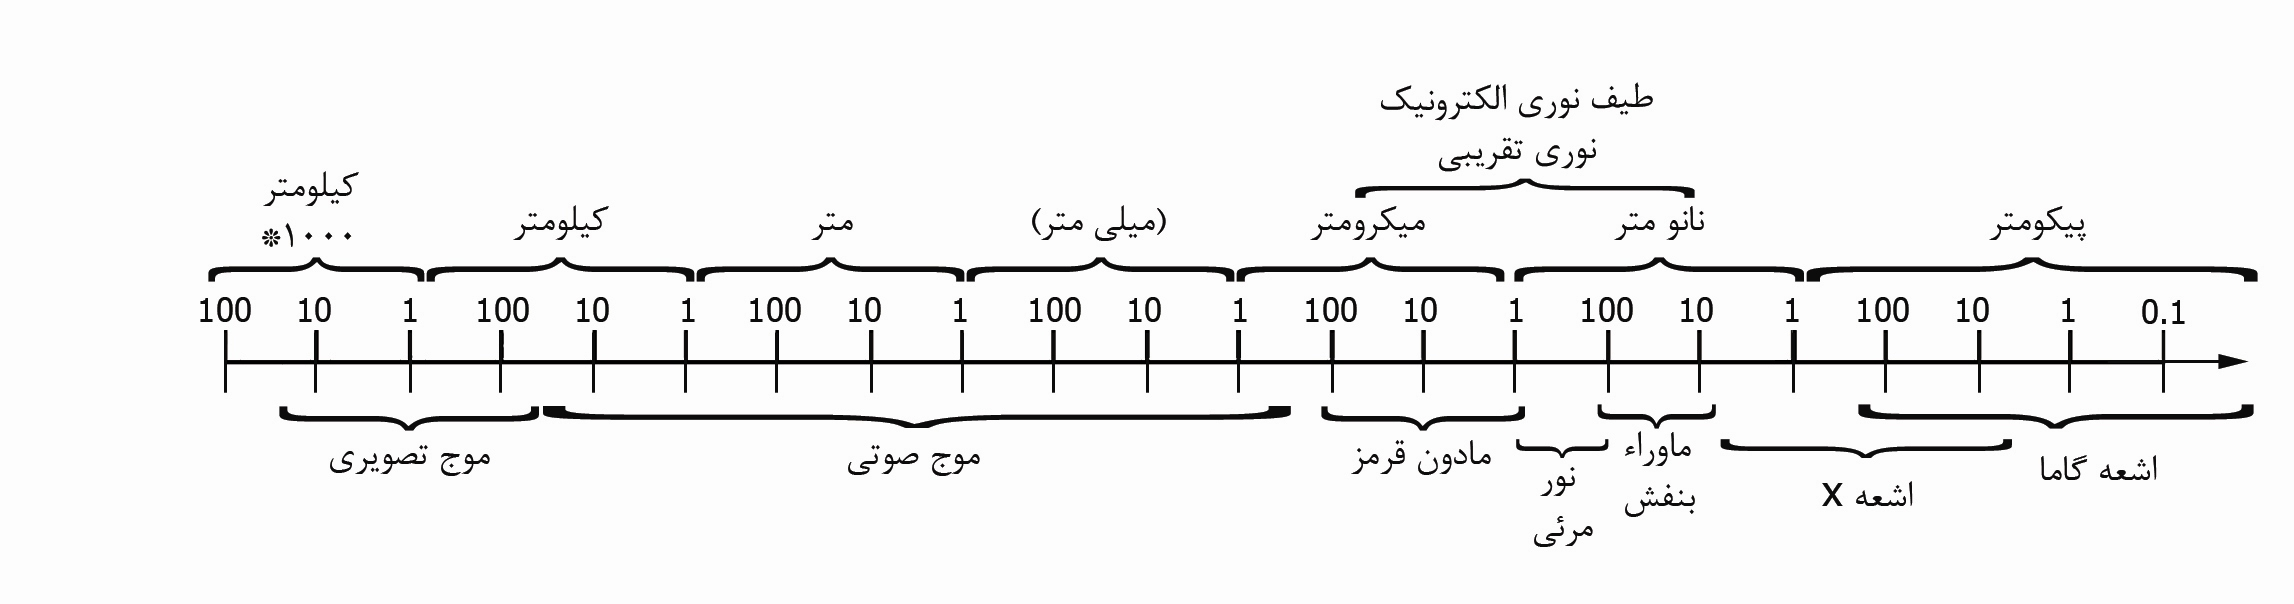 طیف نوری الکترونیک
نوری تقریبی
کیلومتر
۱۰۰۰*
کیلومتر
متر
(میلی متر)
میکرومتر
نانو متر
پیکومتر
100 10 1 100 10 1 100 10 1 100 10 1 100 10 1 100 10 1 100 10 1 0.1
موج تصویری
موج صوتی
مادون قرمز
نور
مرئی
ماوراء
بنفش
اشعه X
اشعه گاما